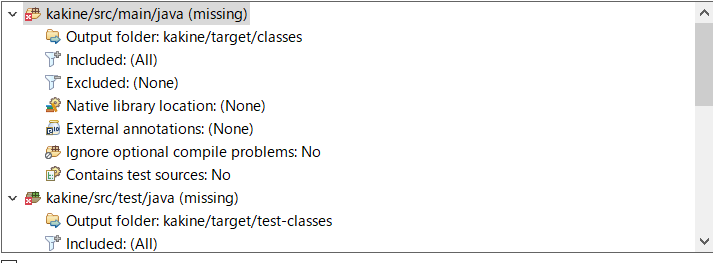 kakine/src/main/java (missing)
Output folder: kakine/target/classes
Included: (All)
Excluded: (None)
Native library location: (None)
External annotations: (None)
Ignore optional compile problems: No
Contains test sources: No
kakine/src/test/java (missing)
Output folder: kakine/target/test-classes
Included: (All)